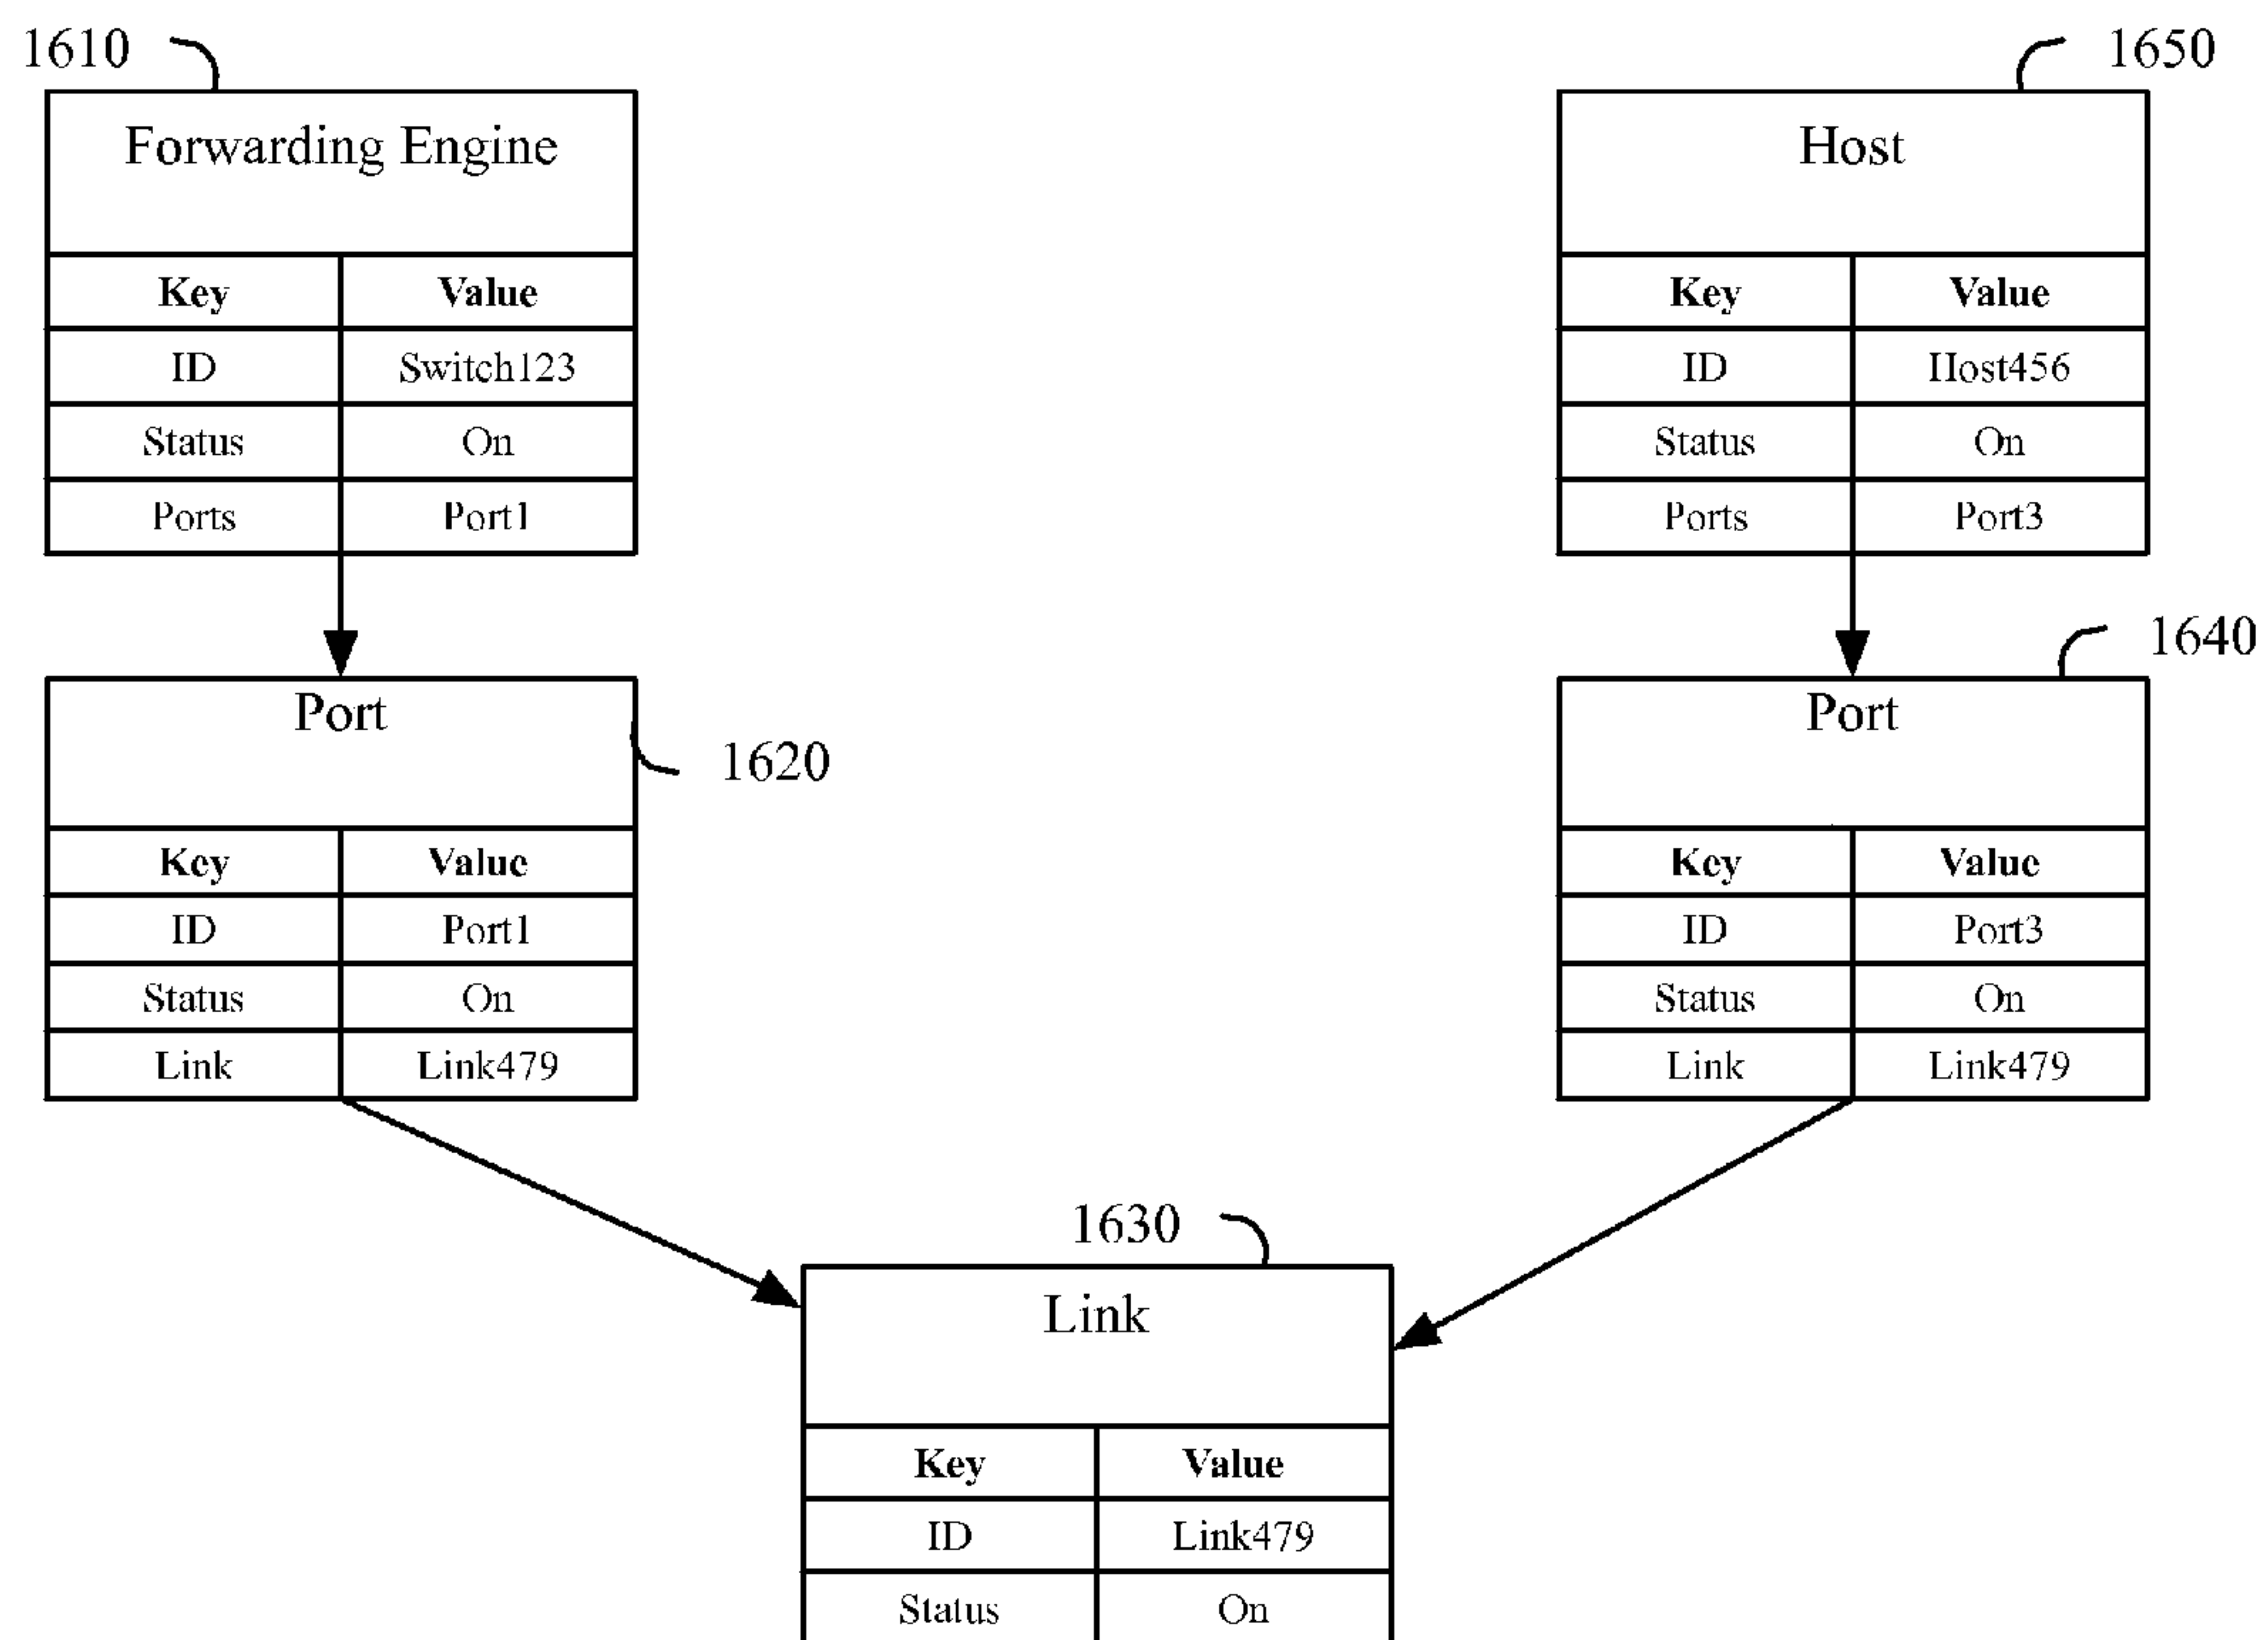 1610
1650
Forwarding Engine
Host
Key Value
Key Value
ID Switch123
ID Host456
Status On
Status On
Ports Port1
Ports Port3
1640
Port
Port
1620
Key Value
Key Value
ID Port1
ID Port3
Status On
Status On
Link Link479
Link Link479
1630
Link
Key Value
ID Link479
Status On